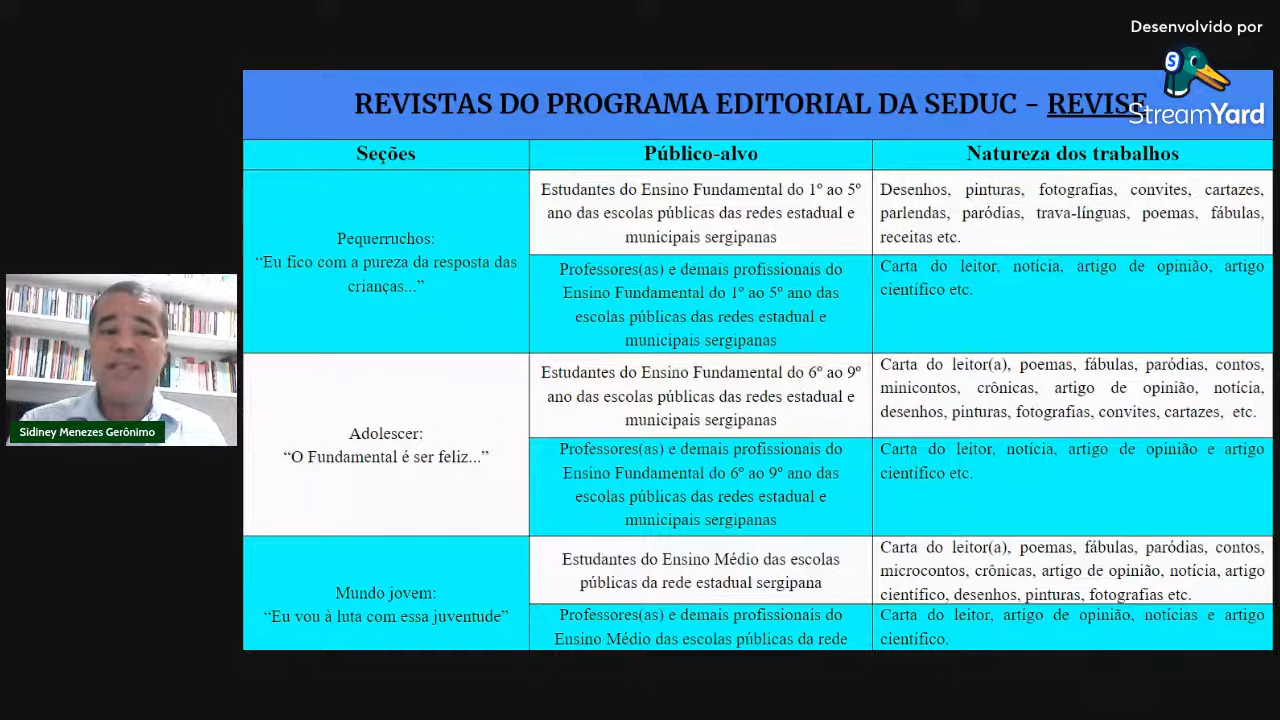 Desenvolvido por
StreamYard
REVISTAS DO PROGRAMA EDITORIAL DA SEDUC - REVISE
Seções
Público-alvo
Natureza dos trabalhos
Pequerruchos:
“Eu fico com a pureza da resposta das
crianças...”
Estudantes do Ensino Fundamental do 1º ao 5º
ano das escolas públicas das redes estadual e
municipais sergipanas
Desenhos, pinturas, fotografias, convites, cartazes,
parlendas, paródias, trava-línguas, poemas, fábulas,
receitas etc.
Professores(as) e demais profissionais do
Ensino Fundamental do 1º ao 5º ano das
escolas públicas das redes estadual e
municipais sergipanas
Carta do leitor, notícia, artigo de opinião, artigo
científico etc.
Adolescer:
“O Fundamental é ser feliz...”
Estudantes do Ensino Fundamental do 6º ao 9º
ano das escolas públicas das redes estadual e
municipais sergipanas
Carta do leitor(a), poemas, fábulas, paródias, contos,
minicontos, crônicas, artigo de opinião, notícia,
desenhos, pinturas, fotografias, convites, cartazes, etc.
Professores(as) e demais profissionais do
Ensino Fundamental do 6º ao 9º ano das
escolas públicas das redes estadual e
municipais sergipanas
Carta do leitor, notícia, artigo de opinião e artigo
científico etc.
Mundo jovem:
“Eu vou à luta com essa juventude”
Estudantes do Ensino Médio das escolas
públicas da rede estadual sergipana
Carta do leitor(a), poemas, fábulas, paródias, contos,
microcontos, crônicas, artigo de opinião, notícia, artigo
científico, desenhos, pinturas, fotografias etc.
Professores(as) e demais profissionais do
Ensino Médio das escolas públicas da rede
Carta do leitor, artigo de opinião, notícias e artigo
científico.
Sidiney Menezes Gerônimo